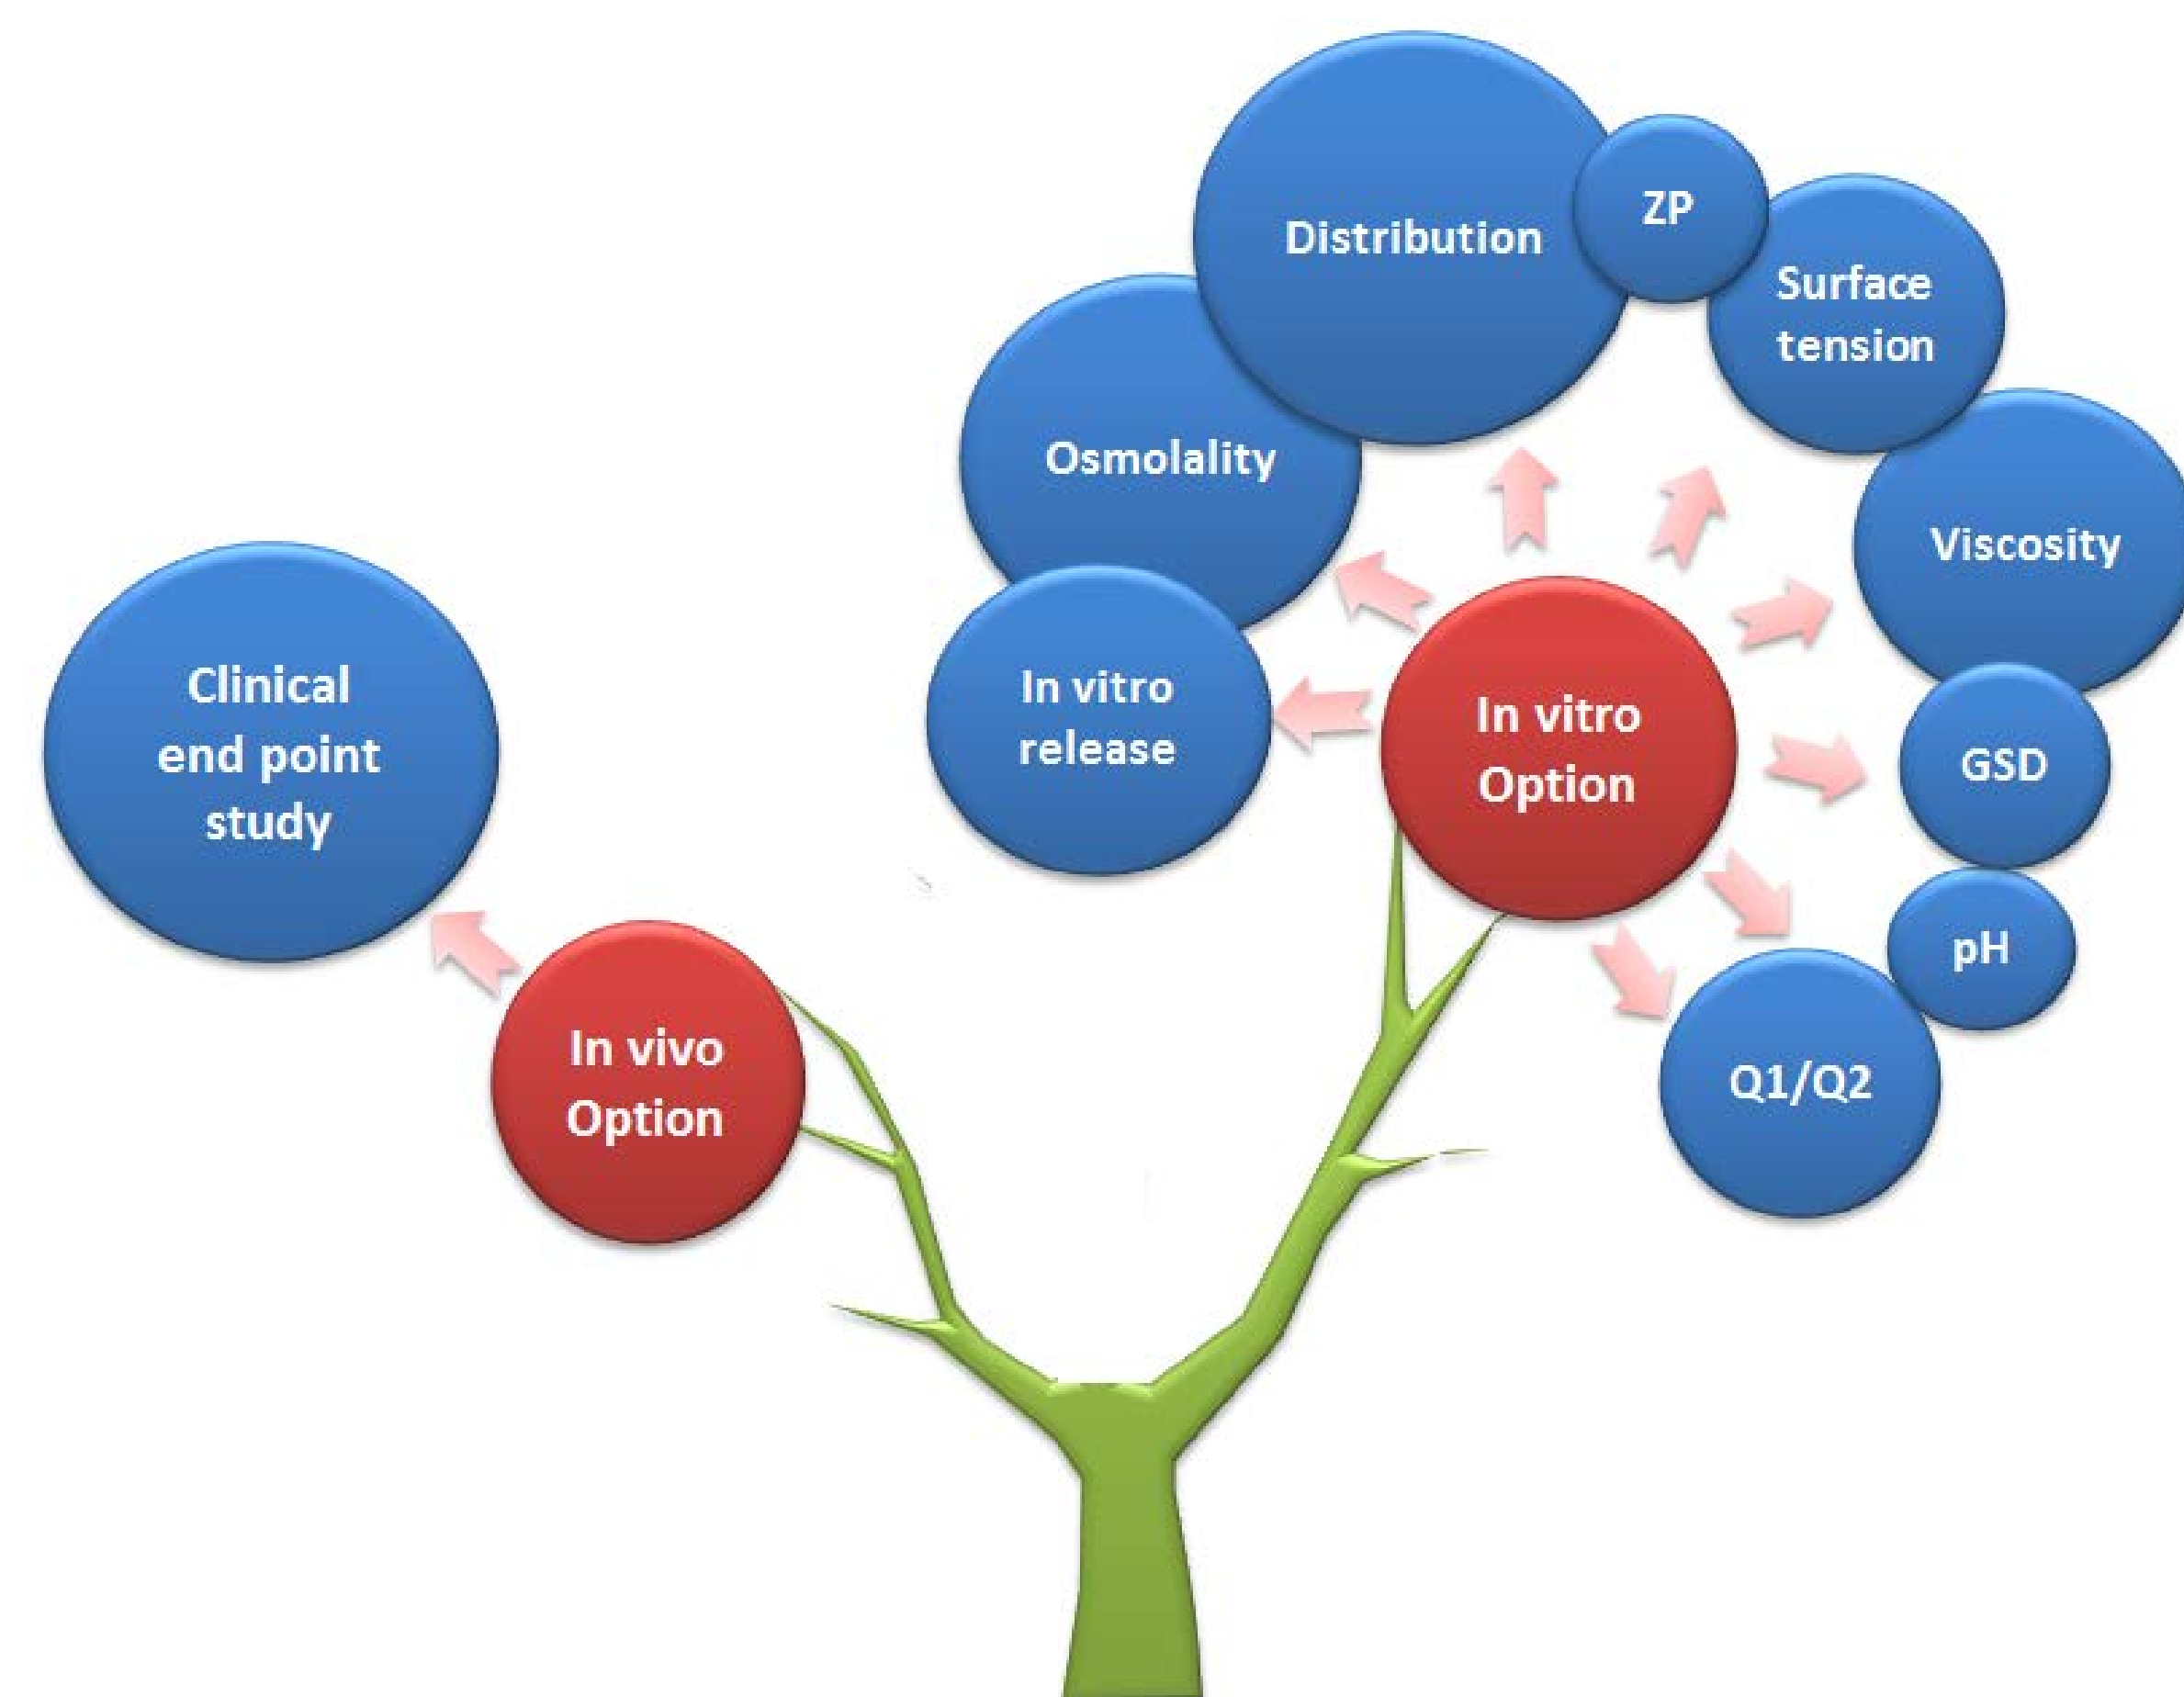 Distribution
ZP
Surface
tension
Osmolality
Viscosity
In vitro
release
In vitro
Option
GSD
pH
Q1/Q2
Clinical
end point
study
In vivo
Option